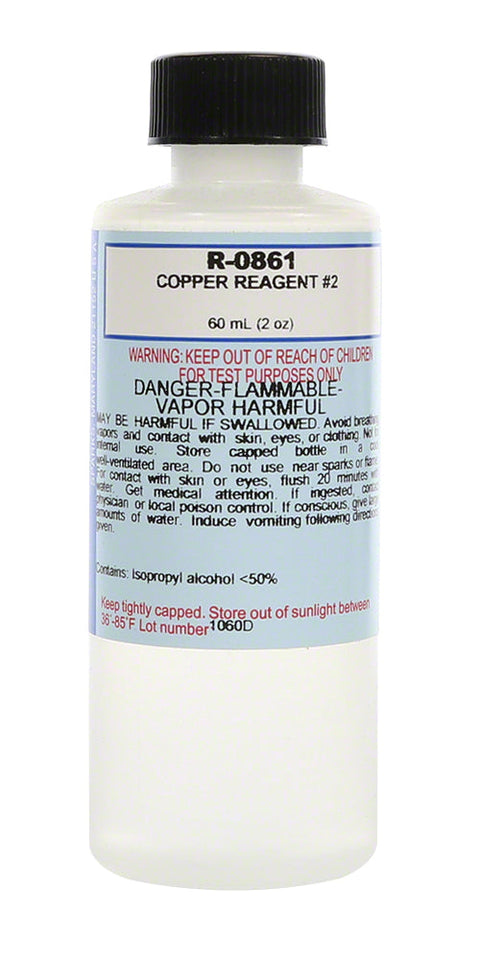 R-0861
COPPER REAGENT #2
60 mL (2 oz)
WARNING: KEEP OUT OF REACH OF CHILDREN
FOR TEST PURPOSES ONLY
DANGER-FLAMMABLE-
VAPOR HARMFUL
MAY BE HARMFUL IF SWALLOWED. Avoid breathing
vapors and contact with skin, eyes, or clothing. Not for
internal use. Store capped bottle in a cool
well-ventilated area. Do not use near sparks or flame.
For contact with skin or eyes, flush 20 minutes with
water. Get medical attention. If ingested, contact
physician or local poison control. If conscious, give large
amounts of water. Induce vomiting following directions
given.
Contains: isopropyl alcohol <50%
Keep tightly capped. Store out of sunlight between
36°-85°F Lot number 1060D